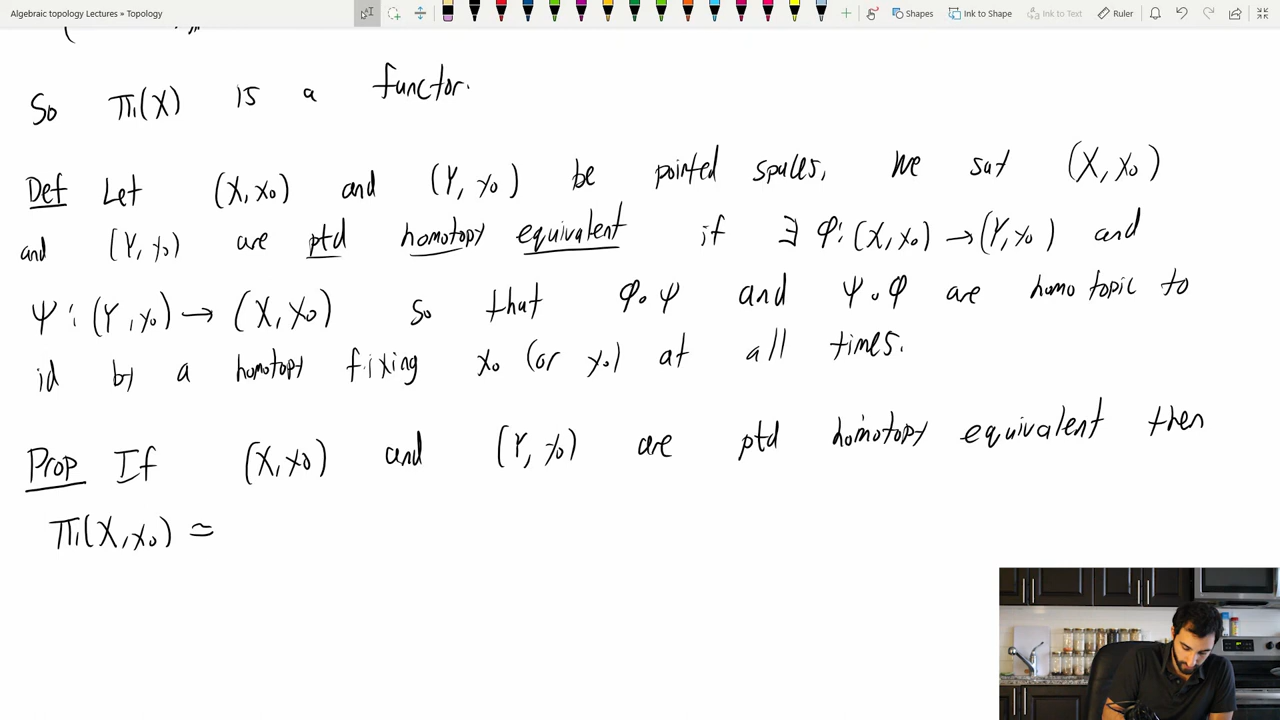 Algebraic topology Lectures » Topology
Shapes
Ink to Shape
Ink to Text
Ruler
So π₁(X) is a functor.
Def Let (X, x₀) and (Y, y₀) be pointed spaces, We sat (X, x₀)
and (Y, y₀) are ptd homotopy equivalent if ∃ φ: (X, x₀) → (Y, y₀) and
ψ: (Y, y₀) → (X, x₀) so that φ∘ψ and ψ∘φ are homotopic to
id by a homotopy fixing x₀ (or y₀) at all times.
Prop If (X, x₀) and (Y, y₀) are ptd homotopy equivalent then
π₁(X, x₀) ≃